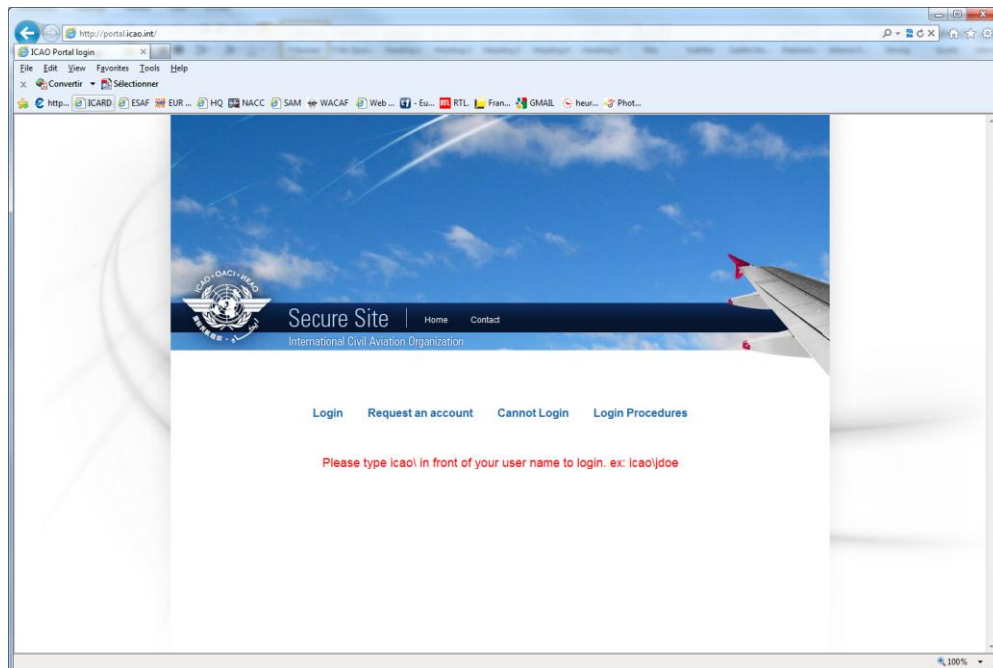 http://portal.icao.int/
ICAO Portal login
File Edit View Favorites Tools Help
x Convertir Sélectionner
http... ICARD ESAF EUR ... HQ NACC SAM WACAF Web ... - Eu... RTL. Fran... GMAIL heur... Phot...
ICAO · OACI · ИКАО
Secure Site Home Contact
International Civil Aviation Organization
Login Request an account Cannot Login Login Procedures
Please type icao\ in front of your user name to login. ex: icao\jdoe
100%